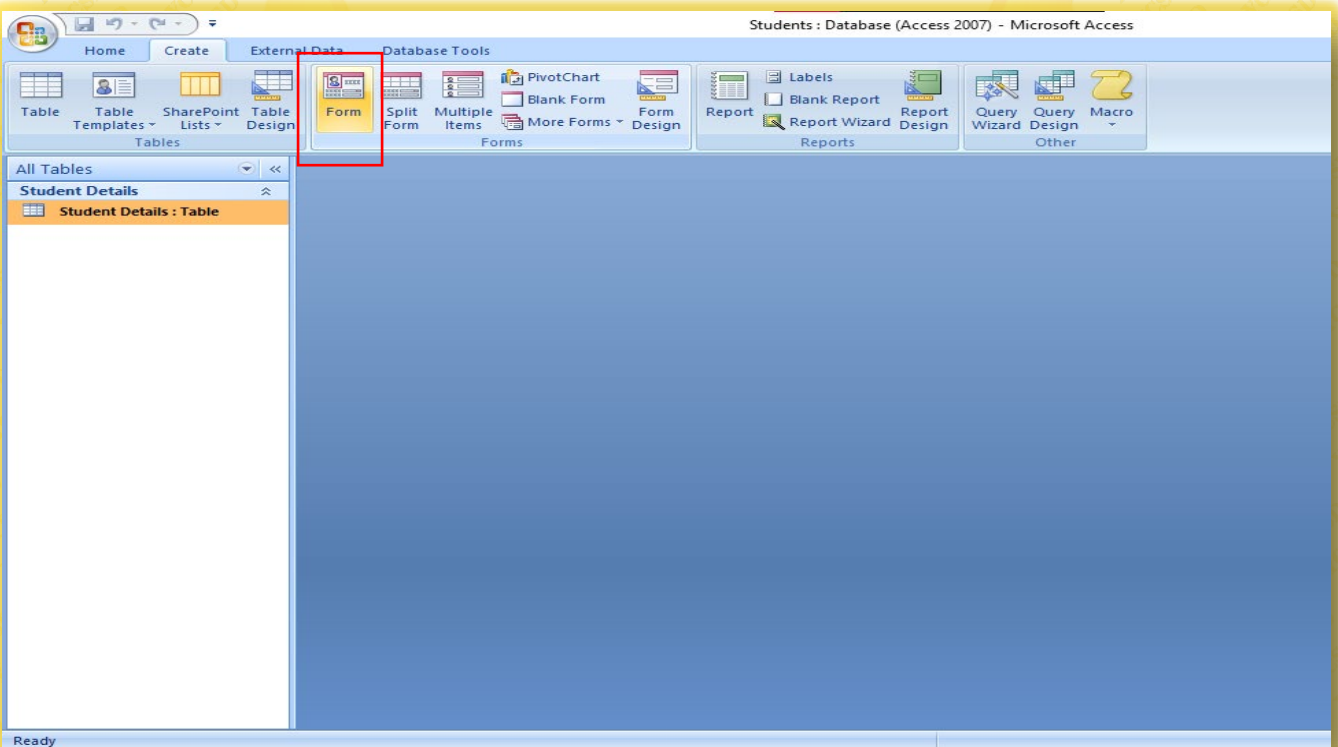 Students : Database (Access 2007) - Microsoft Access
Home Create External Data Database Tools
Table
Table Templates
SharePoint Lists
Table Design
Tables
Form
Split Form
Multiple Items
PivotChart
Blank Form
More Forms
Form Design
Forms
Report
Labels
Blank Report
Report Wizard
Report Design
Reports
Query Wizard
Query Design
Macro
Other
All Tables
Student Details
Student Details : Table
Ready